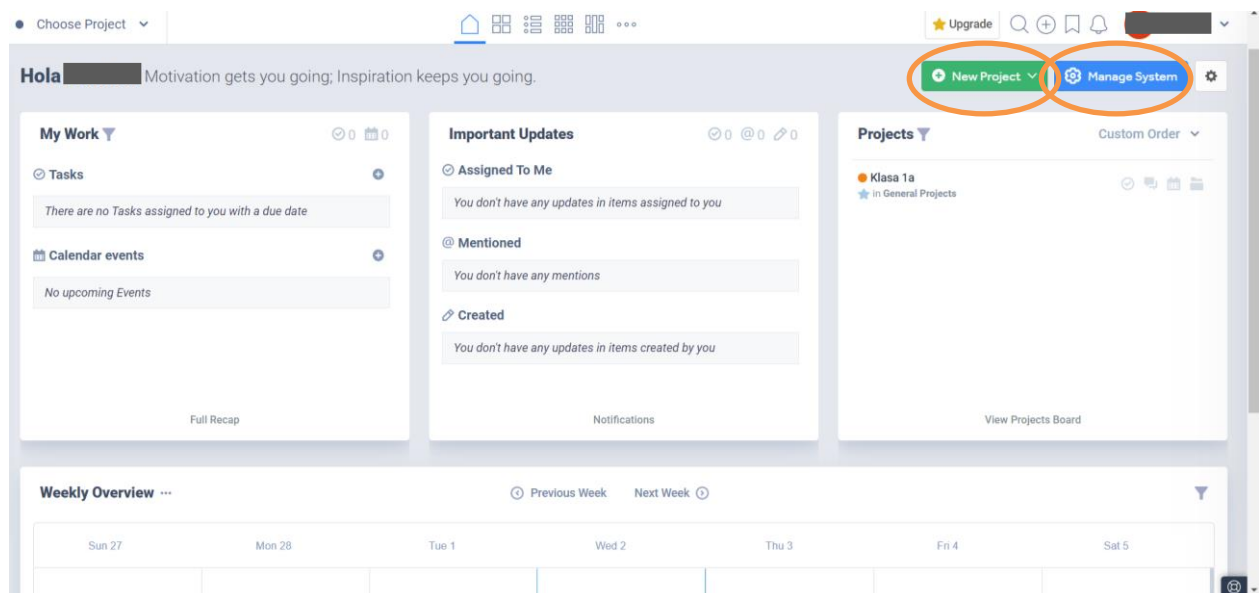 Choose Project
Upgrade
Hola Motivation gets you going; Inspiration keeps you going.
New Project
Manage System
My Work
0 0
Important Updates
0 @ 0 0
Projects
Custom Order
Tasks
There are no Tasks assigned to you with a due date
Calendar events
No upcoming Events
Full Recap
Assigned To Me
You don't have any updates in items assigned to you
@ Mentioned
You don't have any mentions
Created
You don't have any updates in items created by you
Notifications
Klasa 1a
in General Projects
View Projects Board
Weekly Overview ...
Previous Week Next Week
Sun 27 Mon 28 Tue 1 Wed 2 Thu 3 Fri 4 Sat 5